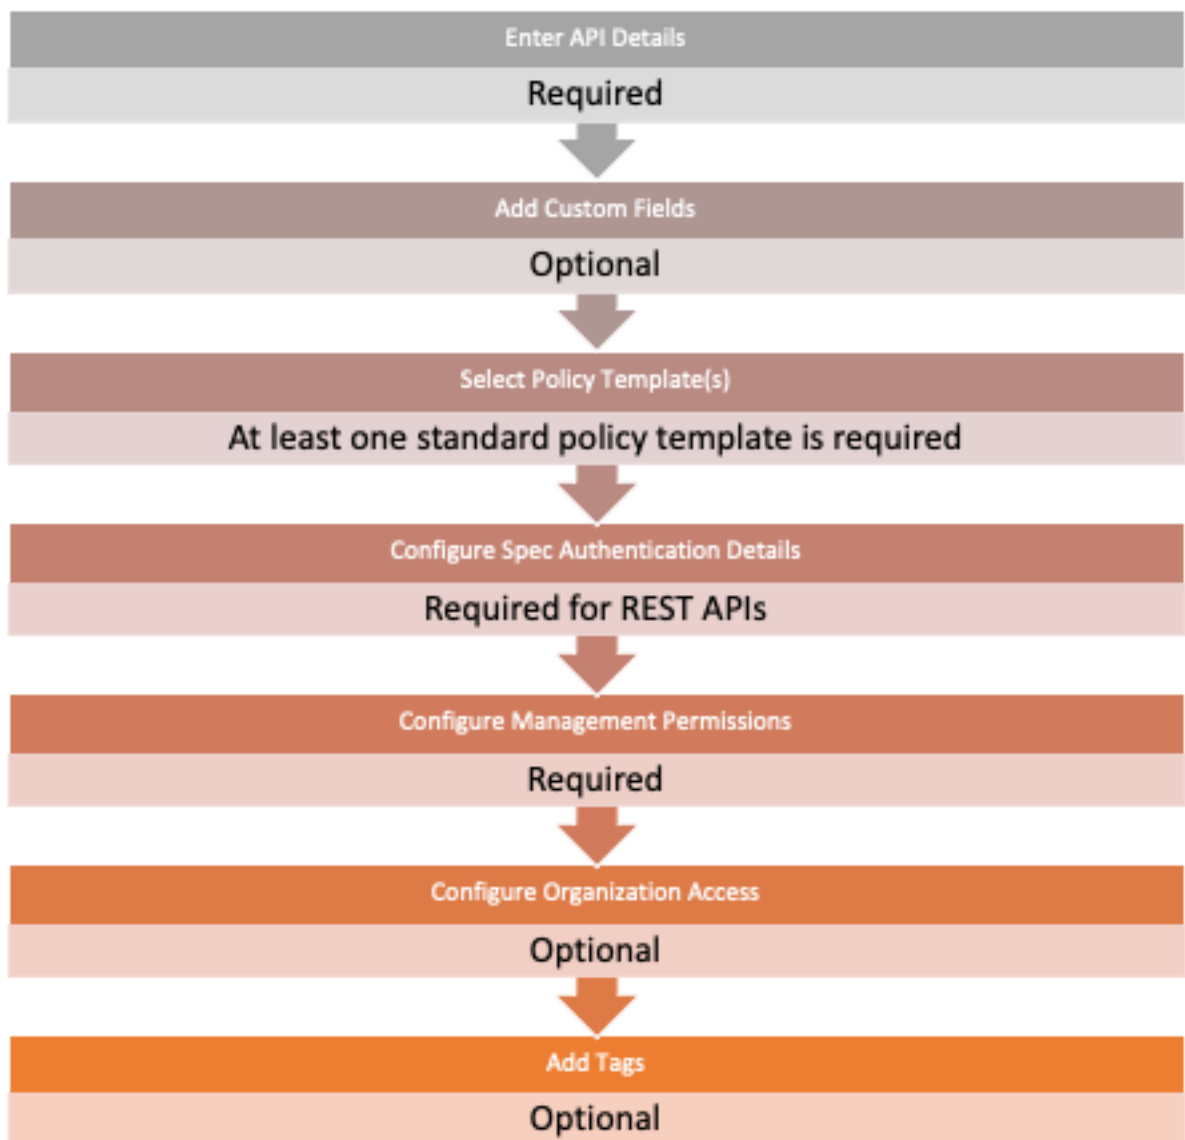 Enter API Details
Required
Add Custom Fields
Optional
Select Policy Template(s)
At least one standard policy template is required
Configure Spec Authentication Details
Required for REST APIs
Configure Management Permissions
Required
Configure Organization Access
Optional
Add Tags
Optional